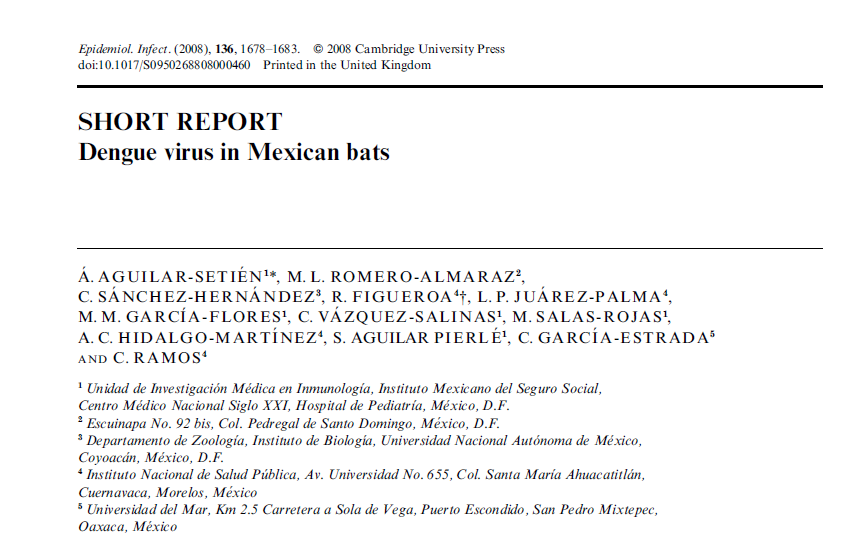 Epidemiol. Infect. (2008), 136, 1678–1683. © 2008 Cambridge University Press
doi:10.1017/S0950268808000460 Printed in the United Kingdom
SHORT REPORT
Dengue virus in Mexican bats
Á. AGUILAR-SETIÉN¹*, M. L. ROMERO-ALMARAZ²,
C. SÁNCHEZ-HERNÁNDEZ³, R. FIGUEROA⁴†, L. P. JUÁREZ-PALMA⁴,
M. M. GARCÍA-FLORES¹, C. VÁZQUEZ-SALINAS¹, M. SALAS-ROJAS¹,
A. C. HIDALGO-MARTÍNEZ⁴, S. AGUILAR PIERLÉ¹, C. GARCÍA-ESTRADA⁵
AND C. RAMOS⁴
¹ Unidad de Investigación Médica en Inmunología, Instituto Mexicano del Seguro Social,
Centro Médico Nacional Siglo XXI, Hospital de Pediatría, México, D.F.
² Escuinapa No. 92 bis, Col. Pedregal de Santo Domingo, México, D.F.
³ Departamento de Zoología, Instituto de Biología, Universidad Nacional Autónoma de México,
Coyoacán, México, D.F.
⁴ Instituto Nacional de Salud Pública, Av. Universidad No. 655, Col. Santa María Ahuacatitlán,
Cuernavaca, Morelos, México
⁵ Universidad del Mar, Km 2.5 Carretera a Sola de Vega, Puerto Escondido, San Pedro Mixtepec,
Oaxaca, México